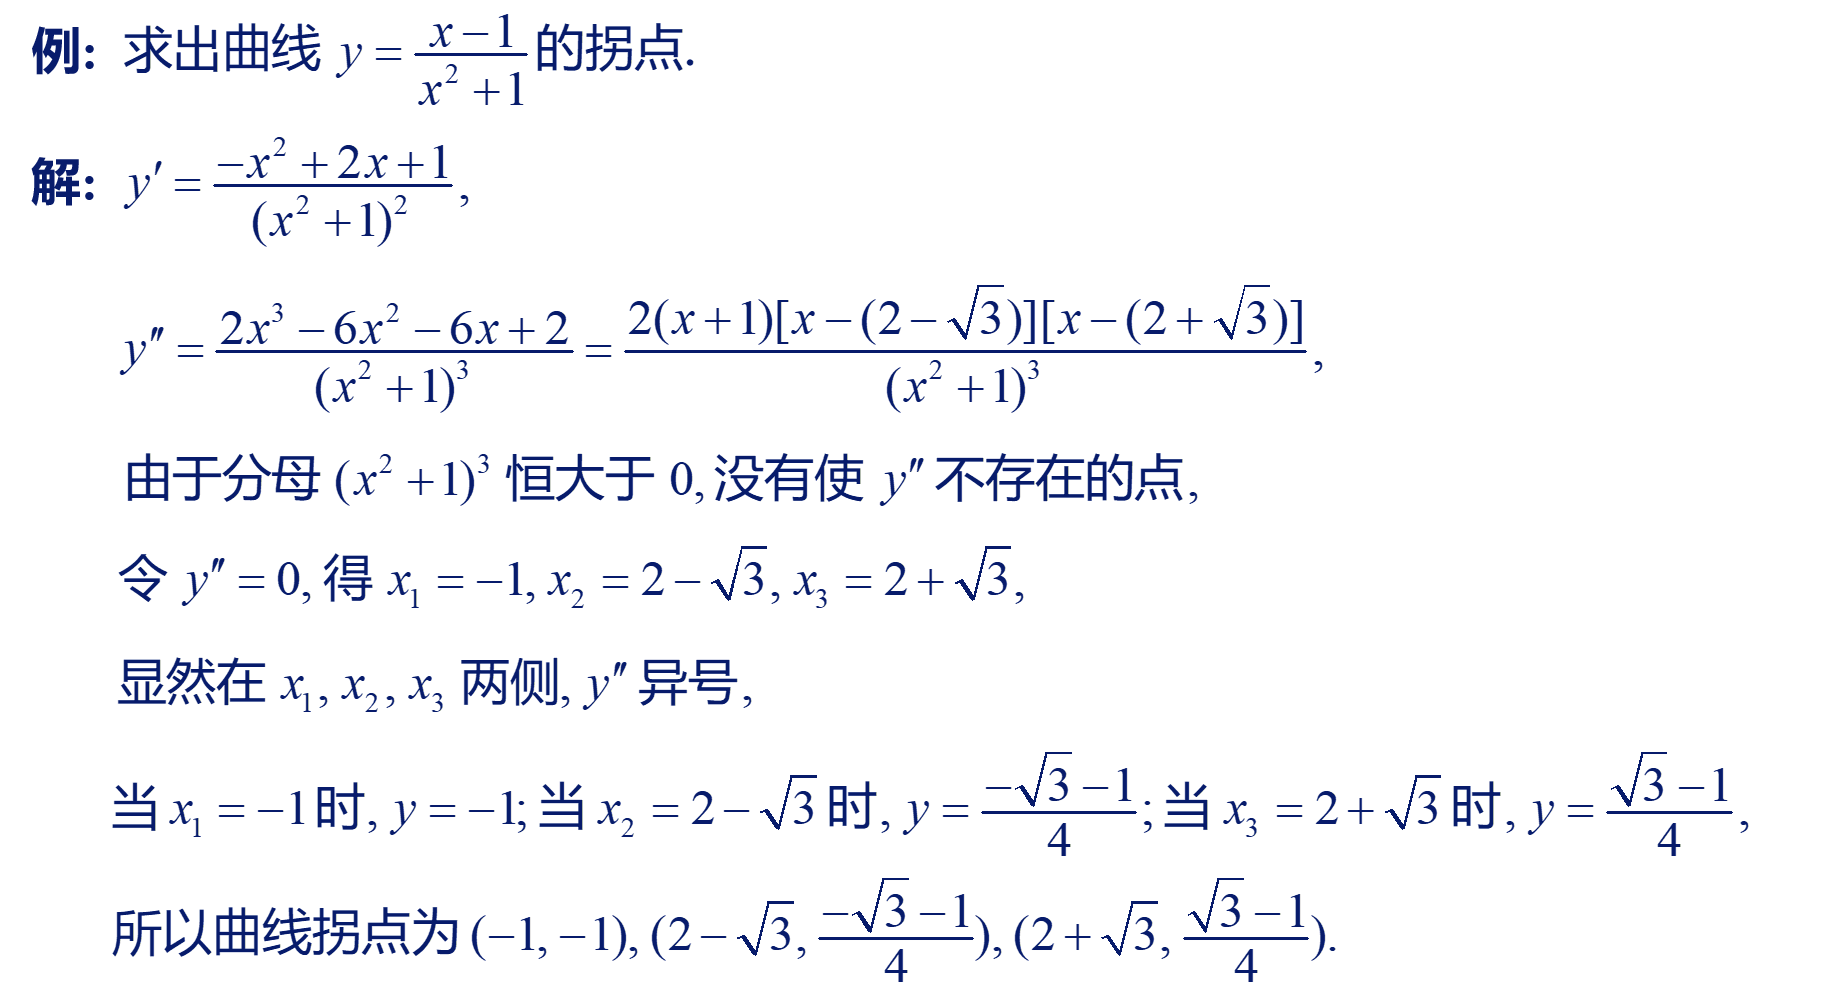 例: 求出曲线 y = \frac{x-1}{x^2+1} 的拐点.
解: y' = \frac{-x^2+2x+1}{(x^2+1)^2},
y'' = \frac{2x^3-6x^2-6x+2}{(x^2+1)^3} = \frac{2(x+1)[x-(2-\sqrt{3})][x-(2+\sqrt{3})]}{(x^2+1)^3},
由于分母 (x^2+1)^3 恒大于 0, 没有使 y'' 不存在的点,
令 y'' = 0, 得 x_1 = -1, x_2 = 2-\sqrt{3}, x_3 = 2+\sqrt{3},
显然在 x_1, x_2, x_3 两侧, y'' 异号,
当 x_1 = -1 时, y = -1; 当 x_2 = 2-\sqrt{3} 时, y = \frac{-\sqrt{3}-1}{4}; 当 x_3 = 2+\sqrt{3} 时, y = \frac{\sqrt{3}-1}{4},
所以曲线拐点为 (-1, -1), (2-\sqrt{3}, \frac{-\sqrt{3}-1}{4}), (2+\sqrt{3}, \frac{\sqrt{3}-1}{4}).